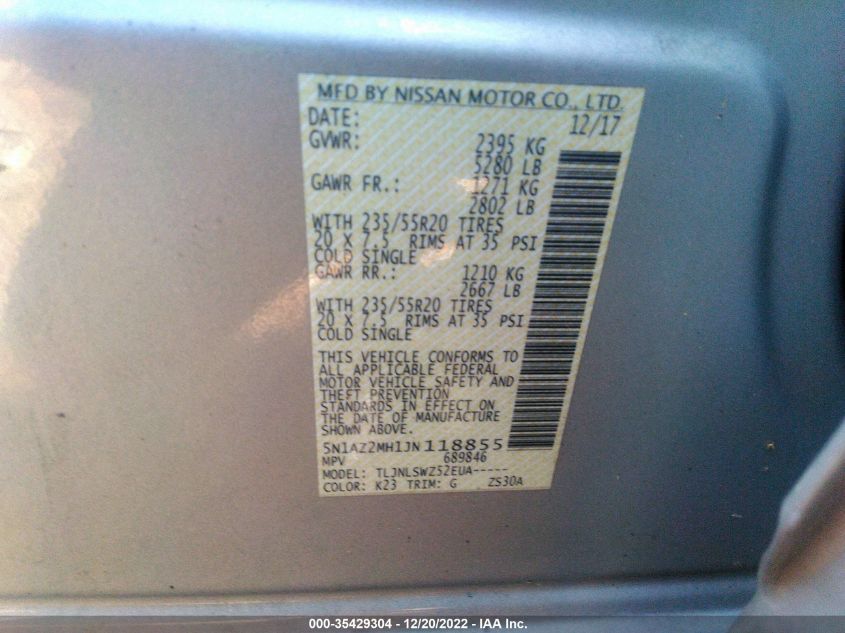 MFD BY NISSAN MOTOR CO., LTD.
DATE: 12/17
GVWR: 2395 KG
5280 LB
GAWR FR.: 1271 KG
2802 LB
WITH 235/55R20 TIRES
20 X 7.5 RIMS AT 35 PSI
COLD SINGLE
GAWR RR.: 1210 KG
2667 LB
WITH 235/55R20 TIRES
20 X 7.5 RIMS AT 35 PSI
COLD SINGLE
THIS VEHICLE CONFORMS TO
ALL APPLICABLE FEDERAL
MOTOR VEHICLE SAFETY AND
THEFT PREVENTION
STANDARDS IN EFFECT ON
THE DATE OF MANUFACTURE
SHOWN ABOVE.
5N1AZ2MH1JN118855
MPV 689846
MODEL: TLJNLSWZ52EUA-----
COLOR: K23 TRIM: G ZS30A
000-35429304 - 12/20/2022 - IAA Inc.